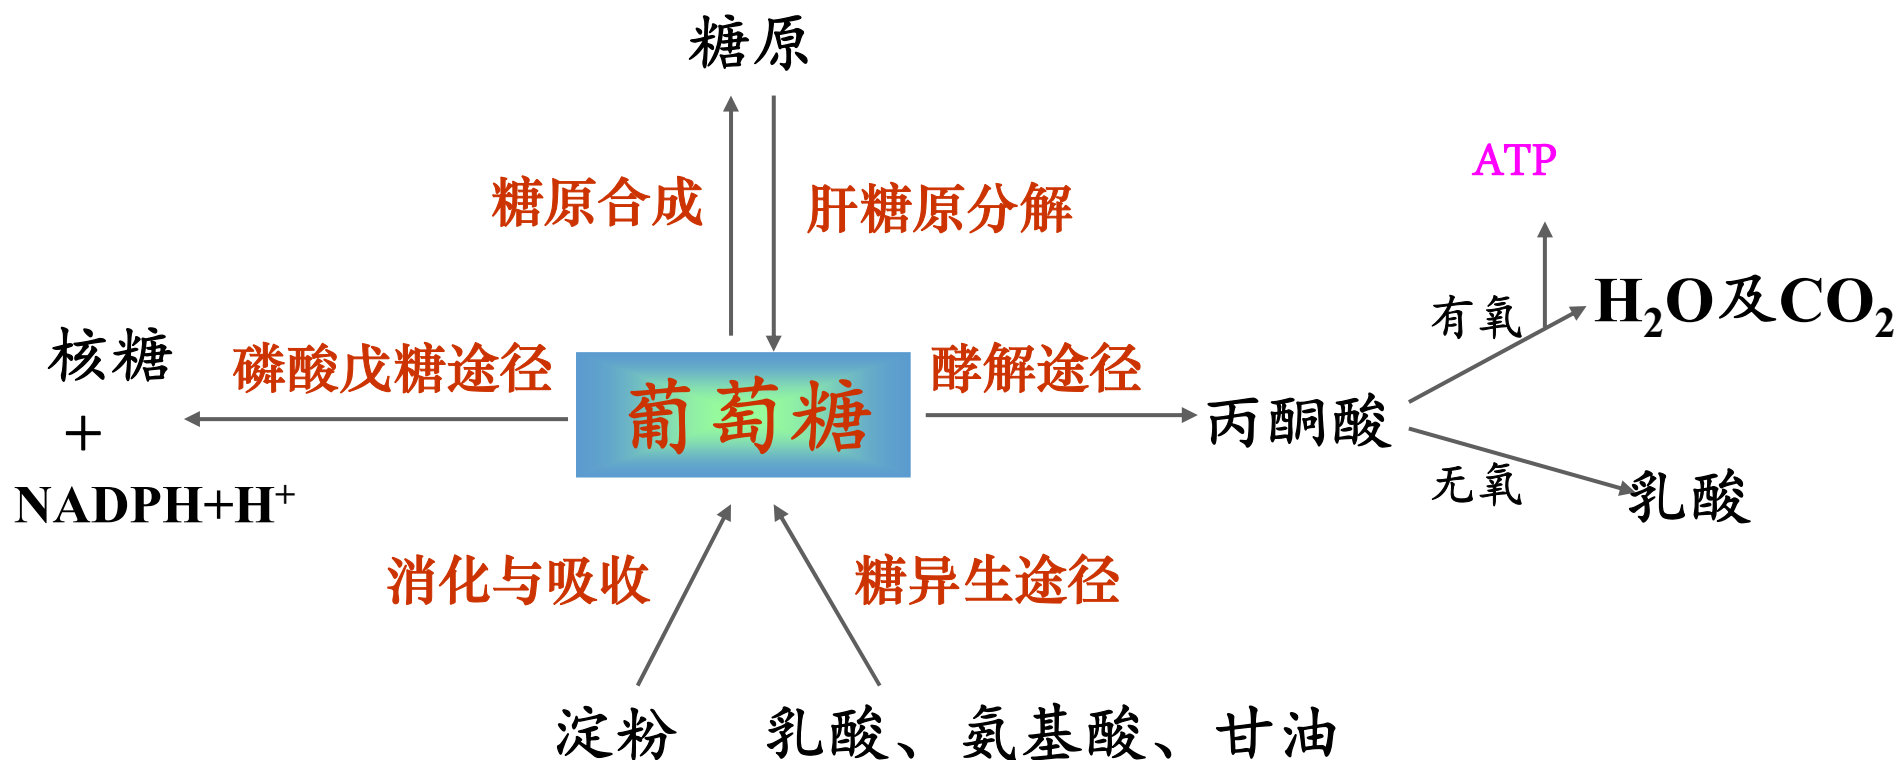 糖原
ATP
糖原合成
肝糖原分解
有氧
H₂O及CO₂
核糖
磷酸戊糖途径
葡萄糖
酵解途径
丙酮酸
+
NADPH+H⁺
无氧
乳酸
消化与吸收
糖异生途径
淀粉
乳酸、氨基酸、甘油